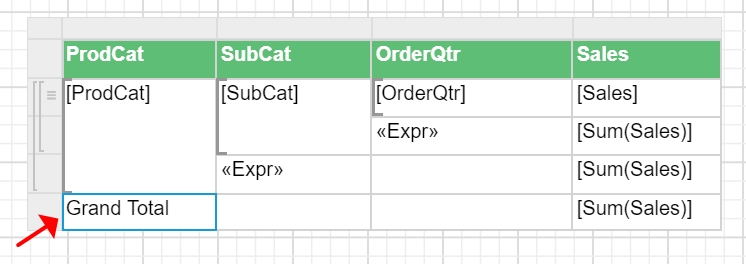 ProdCat SubCat OrderQtr Sales
[ProdCat] [SubCat] [OrderQtr] [Sales]
«Expr» [Sum(Sales)]
«Expr» [Sum(Sales)]
Grand Total [Sum(Sales)]